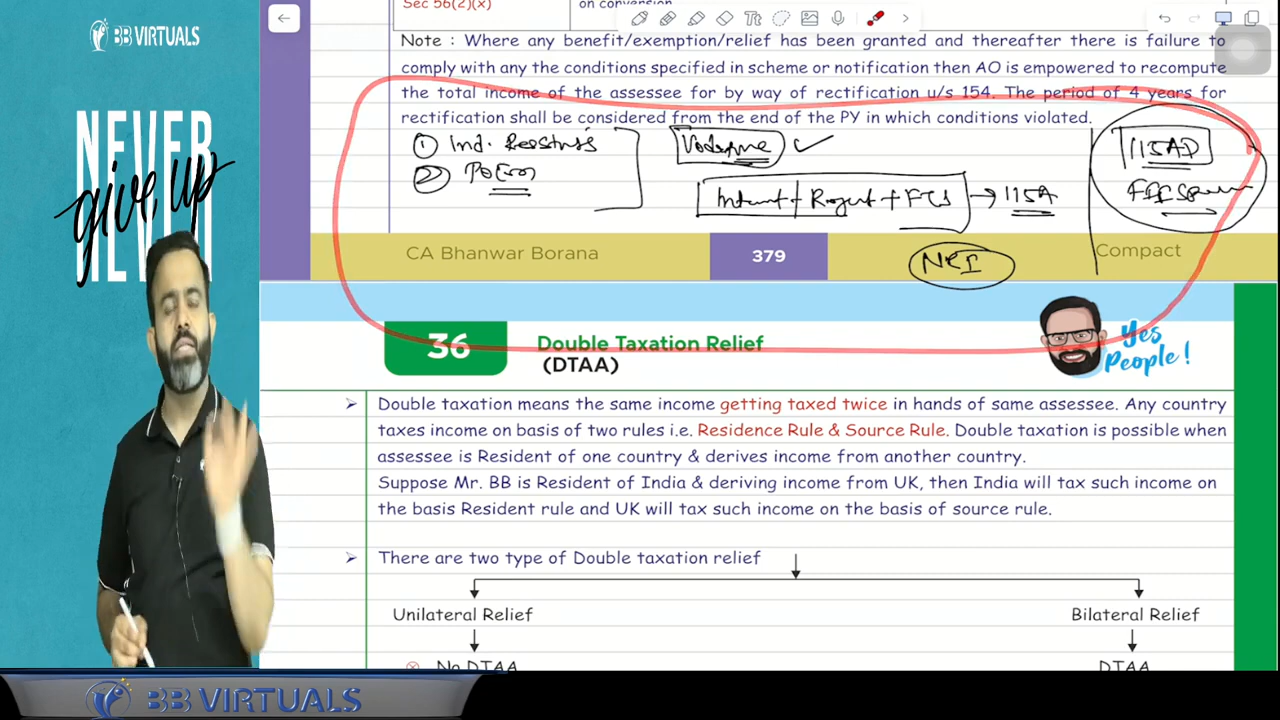 BB VIRTUALS
NEVER
give up
NEVER
Sec 56(2)(x)
on conversion
Note : Where any benefit/exemption/relief has been granted and thereafter there is failure to
comply with any the conditions specified in scheme or notification then AO is empowered to recompute
the total income of the assessee for by way of rectification u/s 154. The period of 4 years for
rectification shall be considered from the end of the PY in which conditions violated.
① Ind.
②
Vodafone
Interest + Royalt + FTS → 115A
115AD
NRI
CA Bhanwar Borana
379
Compact
36
Double Taxation Relief
(DTAA)
Yes
People !
➢ Double taxation means the same income getting taxed twice in hands of same assessee. Any country
taxes income on basis of two rules i.e. Residence Rule & Source Rule. Double taxation is possible when
assessee is Resident of one country & derives income from another country.
Suppose Mr. BB is Resident of India & deriving income from UK, then India will tax such income on
the basis Resident rule and UK will tax such income on the basis of source rule.
➢ There are two type of Double taxation relief
Unilateral Relief
Bilateral Relief
No DTAA
DTAA
BB VIRTUALS